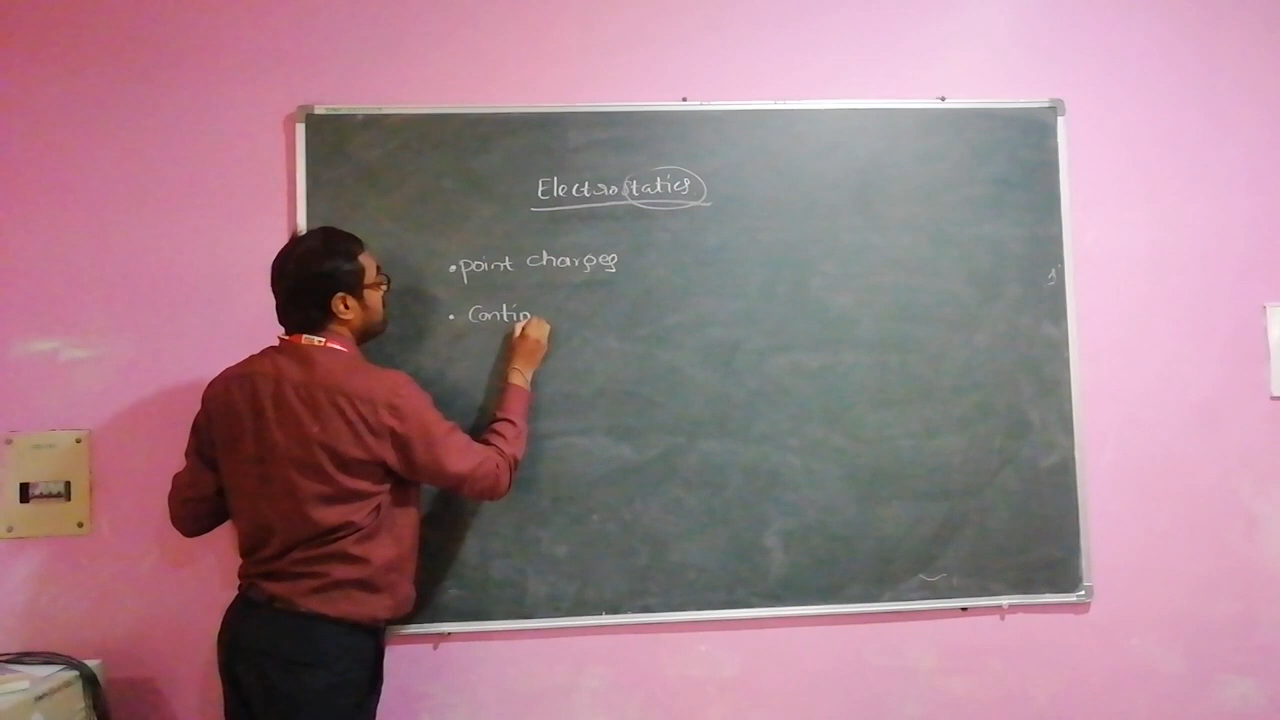 Electrostatics
• point charges
• Contin